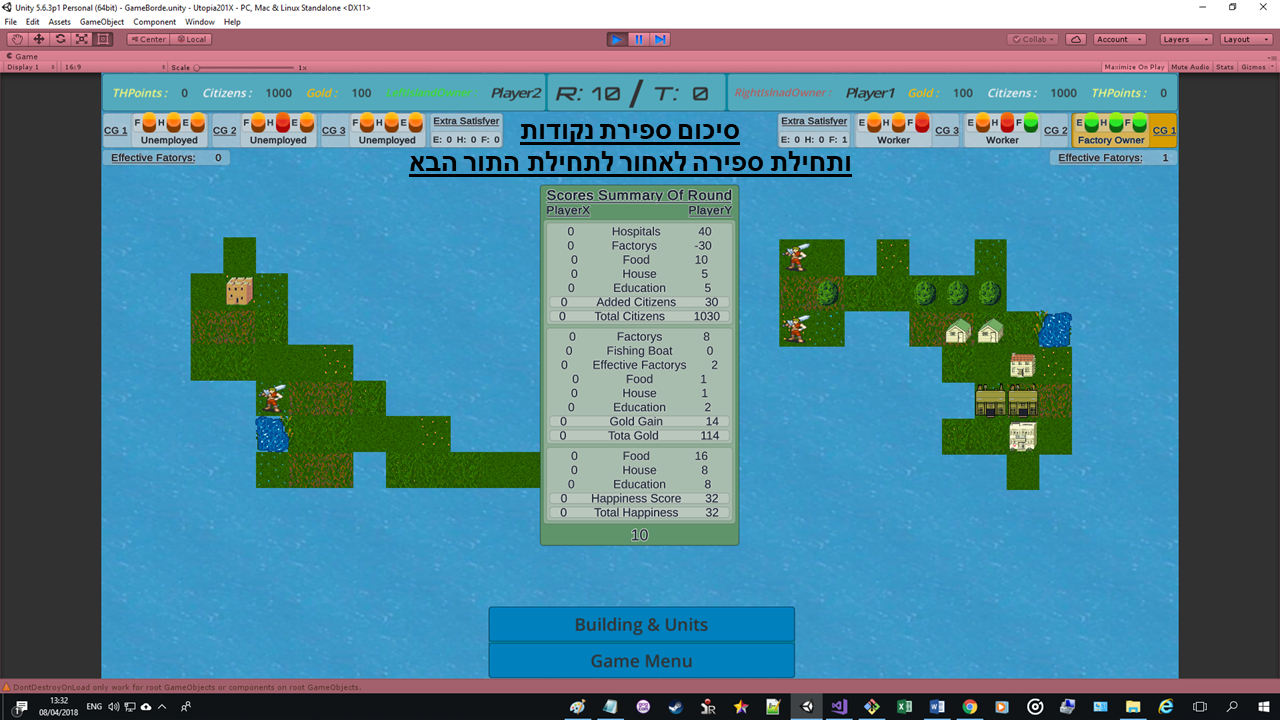 Unity 5.6.3p1 Personal (64bit) - GameBorde.unity - Utopia201X - PC, Mac & Linux Standalone <DX11>
File Edit Assets GameObject Component Window Help
Center Local Collab Account Layers Layout
Game
Display 1 16:9 Scale 1x Maximize On Play Mute Audio Stats Gizmos
THPoints : 0 Citizens : 1000 Gold : 100 LeftIslnadOwner : Player2 R: 10 / T: 0 RightIslnadOwner : Player1 Gold : 100 Citizens : 1000 THPoints : 0
CG 1 F H E Unemployed CG 2 F H E Unemployed CG 3 F H E Unemployed Extra Satisfyer E: 0 H: 0 F: 0
Extra Satisfyer E: 0 H: 0 F: 0 E H F Worker CG 3 E H F Worker CG 2 E H F Factory Owner CG 1
Effective Fatorys: 0
Effective Fatorys: 1
סיכום ספירת נקודות
ותחילת ספירה לאחור לתחילת התור הבא
Scores Summary Of Round
PlayerX PlayerY
0 Hospitals 40
0 Factorys -30
0 Food 10
0 House 5
0 Education 5
0 Added Citizens 30
0 Total Citizens 1030
0 Factorys 8
0 Fishing Boat 0
0 Effective Factorys 2
0 Food 1
0 House 1
0 Education 2
0 Gold Gain 14
0 Tota Gold 114
0 Food 16
0 House 8
0 Education 8
0 Happiness Score 32
0 Total Happiness 32
10
Building & Units
Game Menu
DontDestroyOnLoad only work for root GameObjects or components on root GameObjects.
13:32
08/04/2018
ENG